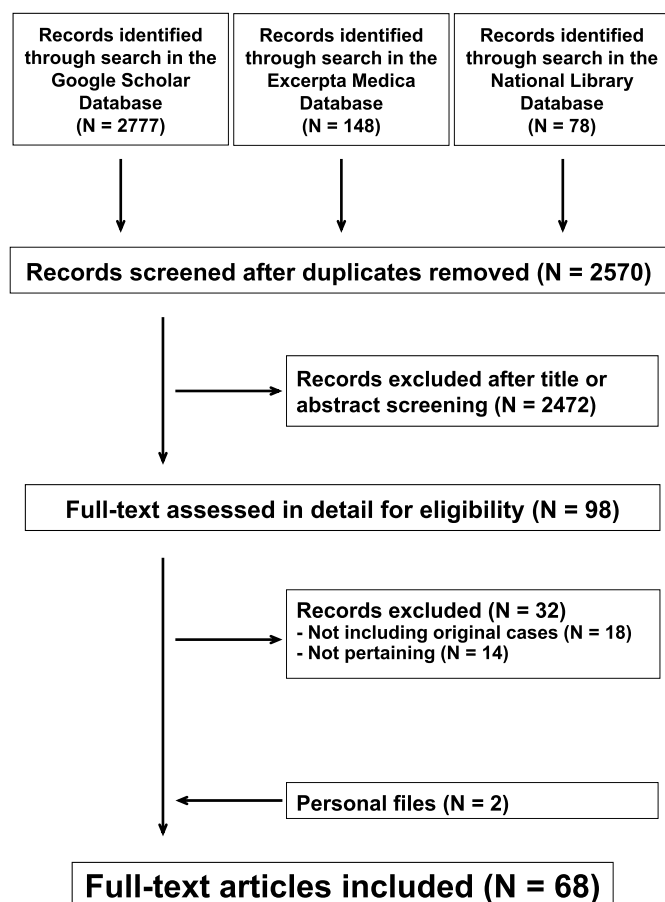 Records identified
through search in the
Google Scholar
Database
(N = 2777)
Records identified
through search in the
Excerpta Medica
Database
(N = 148)
Records identified
through search in the
National Library
Database
(N = 78)
Records screened after duplicates removed (N = 2570)
Records excluded after title or
abstract screening (N = 2472)
Full-text assessed in detail for eligibility (N = 98)
Records excluded (N = 32)
- Not including original cases (N = 18)
- Not pertaining (N = 14)
Personal files (N = 2)
Full-text articles included (N = 68)